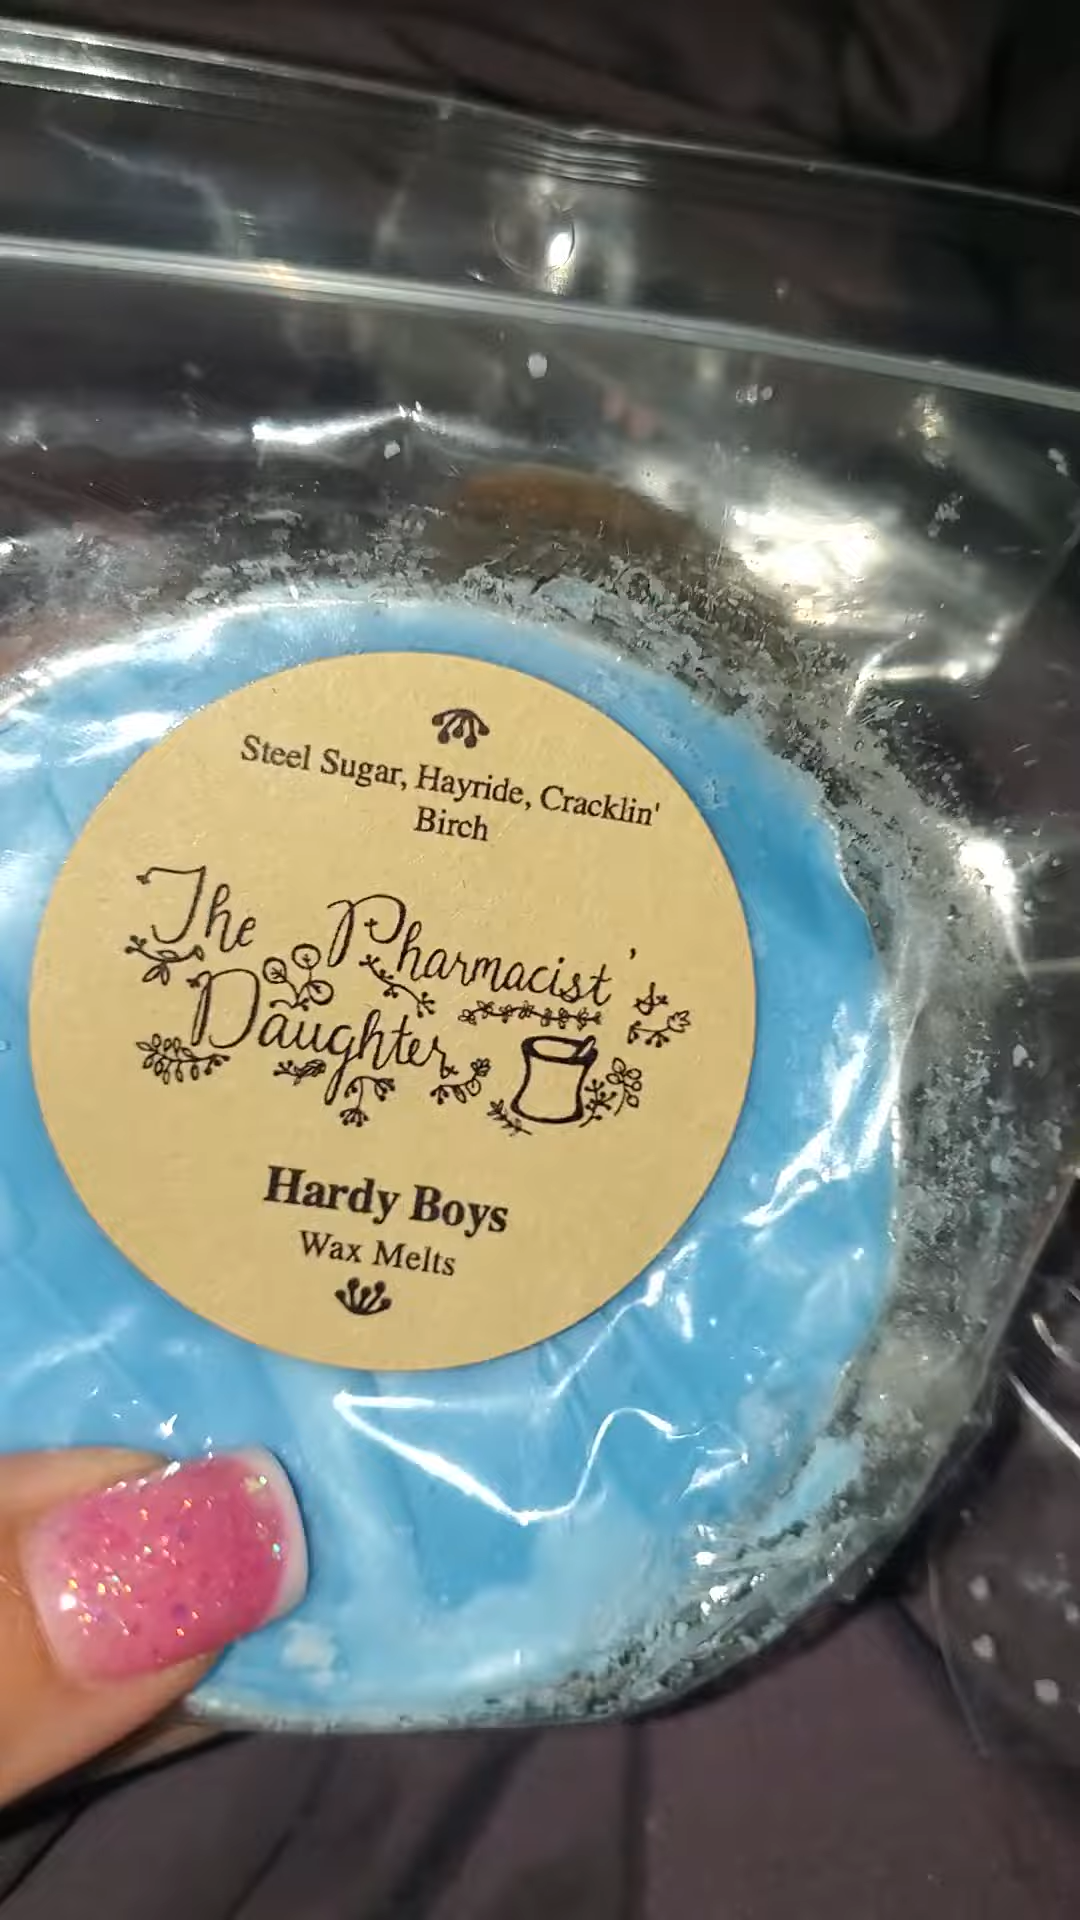 Steel Sugar, Hayride, Cracklin'
Birch
The Pharmacist's
Daughter
Hardy Boys
Wax Melts